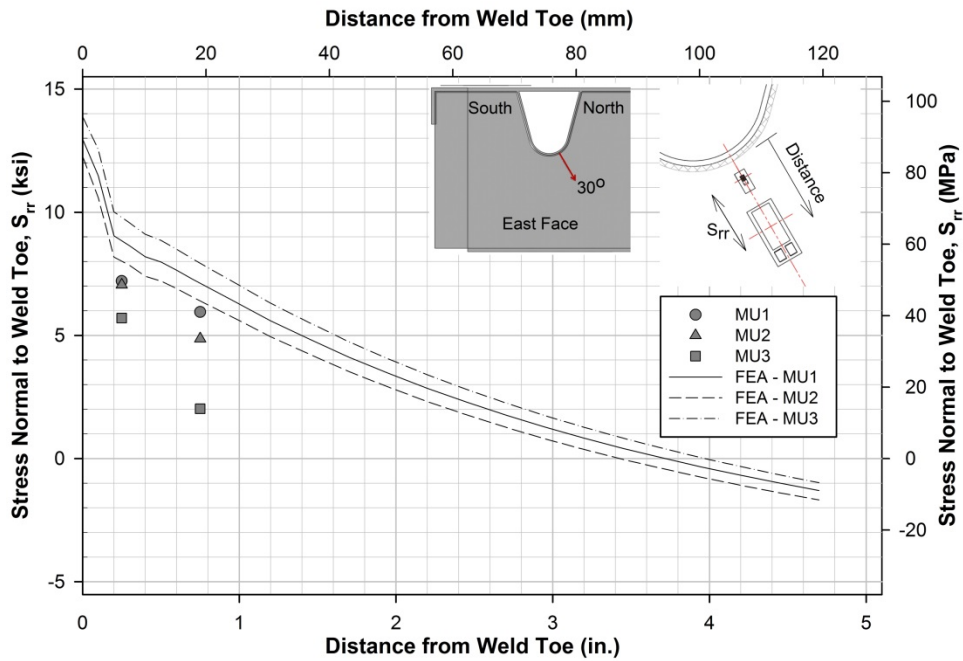 Distance from Weld Toe (mm)
0 20 40 60 80 100 120
15
10
5
0
-5
Stress Normal to Weld Toe, Srr (ksi)
South
North
30o
East Face
Distance
Srr
MU1
MU2
MU3
FEA - MU1
FEA - MU2
FEA - MU3
100
80
60
40
20
0
-20
Stress Normal to Weld Toe, Srr (MPa)
0 1 2 3 4 5
Distance from Weld Toe (in.)